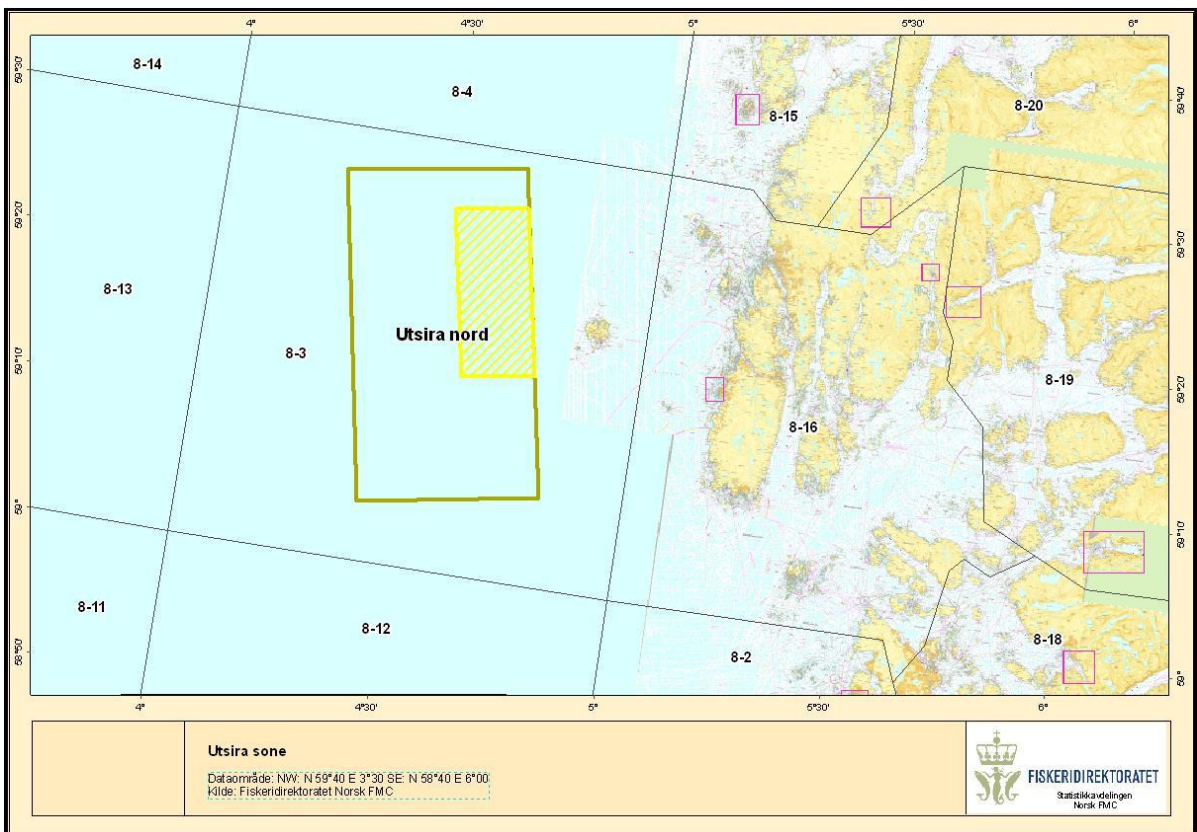 4° 4°30' 5° 5°30' 6°
59°30'
8-14
8-4
8-15
8-20
59°40'
59°20'
8-13
8-3
Utsira nord
59°30'
59°10'
8-16
8-19
59°20'
59°
59°10'
8-11
8-12
8-2
8-18
58°50'
59°
4° 4°30' 5° 5°30' 6°
Utsira sone
Dataområde: NW: N 59°40 E 3°30 SE: N 58°40 E 6°00
Kilde: Fiskeridirektoratet Norsk FMC
FISKERIDIREKTORATET
Statistikkavdelingen
Norsk FMC